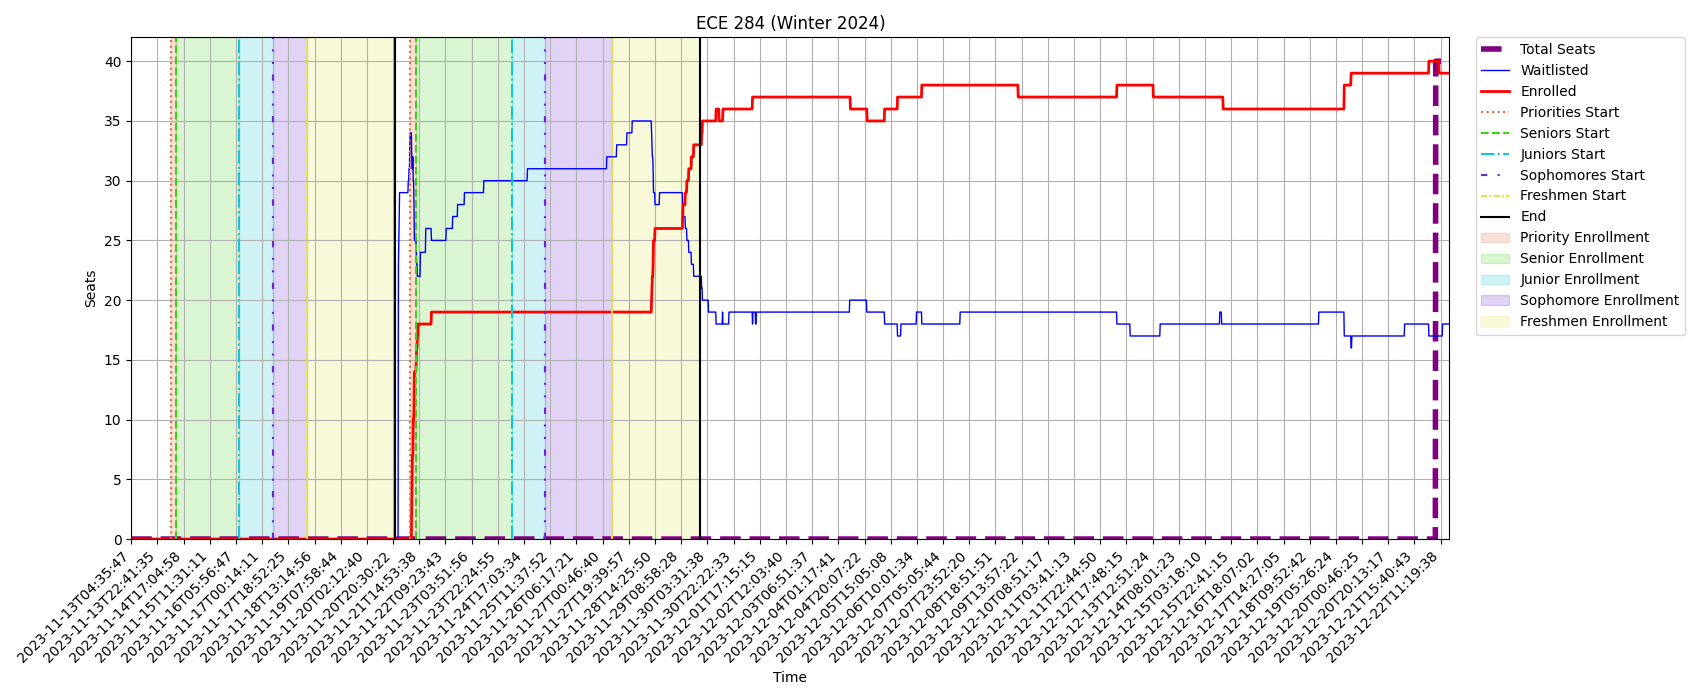 ECE 284 (Winter 2024)
Seats
40
35
30
25
20
15
10
5
0
2023-11-13T04:35:47
2023-11-13T22:41:35
2023-11-14T17:04:58
2023-11-15T11:31:11
2023-11-16T05:56:47
2023-11-17T00:14:11
2023-11-17T18:52:25
2023-11-18T13:14:56
2023-11-19T07:58:44
2023-11-20T02:12:40
2023-11-20T20:30:22
2023-11-21T14:53:38
2023-11-22T09:23:43
2023-11-23T03:51:56
2023-11-23T22:24:55
2023-11-24T17:03:34
2023-11-25T11:37:52
2023-11-26T06:17:21
2023-11-27T00:46:40
2023-11-27T19:39:57
2023-11-28T14:25:50
2023-11-29T08:58:28
2023-11-30T03:31:38
2023-11-30T22:22:33
2023-12-01T17:15:15
2023-12-02T12:03:40
2023-12-03T06:51:37
2023-12-04T01:17:41
2023-12-04T20:07:22
2023-12-05T15:05:08
2023-12-06T10:01:34
2023-12-07T05:05:44
2023-12-07T23:52:20
2023-12-08T18:51:51
2023-12-09T13:57:22
2023-12-10T08:51:17
2023-12-11T03:41:13
2023-12-11T22:44:50
2023-12-12T17:48:15
2023-12-13T12:51:24
2023-12-14T08:01:23
2023-12-15T03:18:10
2023-12-15T22:41:15
2023-12-16T18:07:02
2023-12-17T14:27:05
2023-12-18T09:52:42
2023-12-19T05:26:24
2023-12-20T00:46:25
2023-12-20T20:13:17
2023-12-21T15:40:43
2023-12-22T11:19:38
Time
Total Seats
Waitlisted
Enrolled
Priorities Start
Seniors Start
Juniors Start
Sophomores Start
Freshmen Start
End
Priority Enrollment
Senior Enrollment
Junior Enrollment
Sophomore Enrollment
Freshmen Enrollment